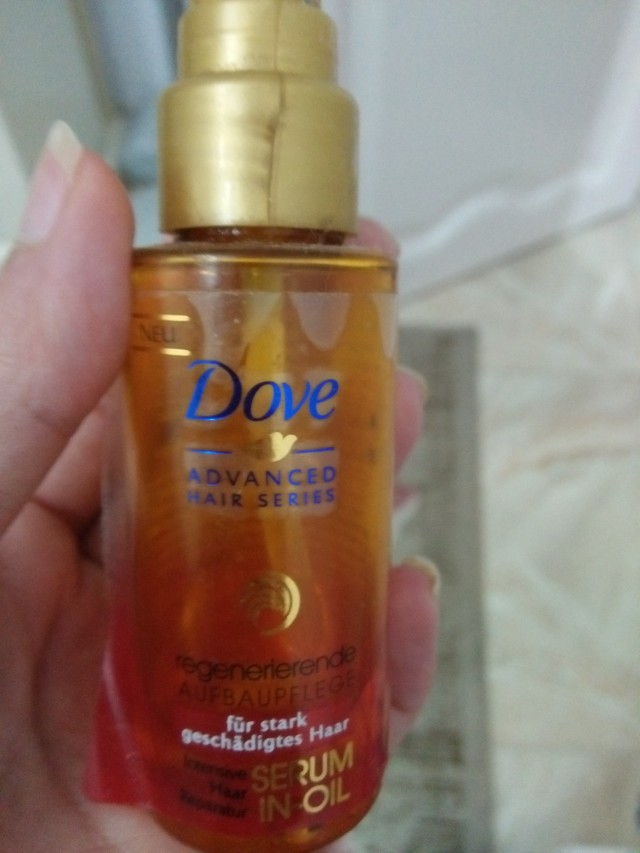 NEU
Dove
ADVANCED
HAIR SERIES
regenerierende
AUFBAUPFLEGE
für stark
geschädigtes Haar
Intensive
Haar
Reparatur
SERUM
IN-OIL